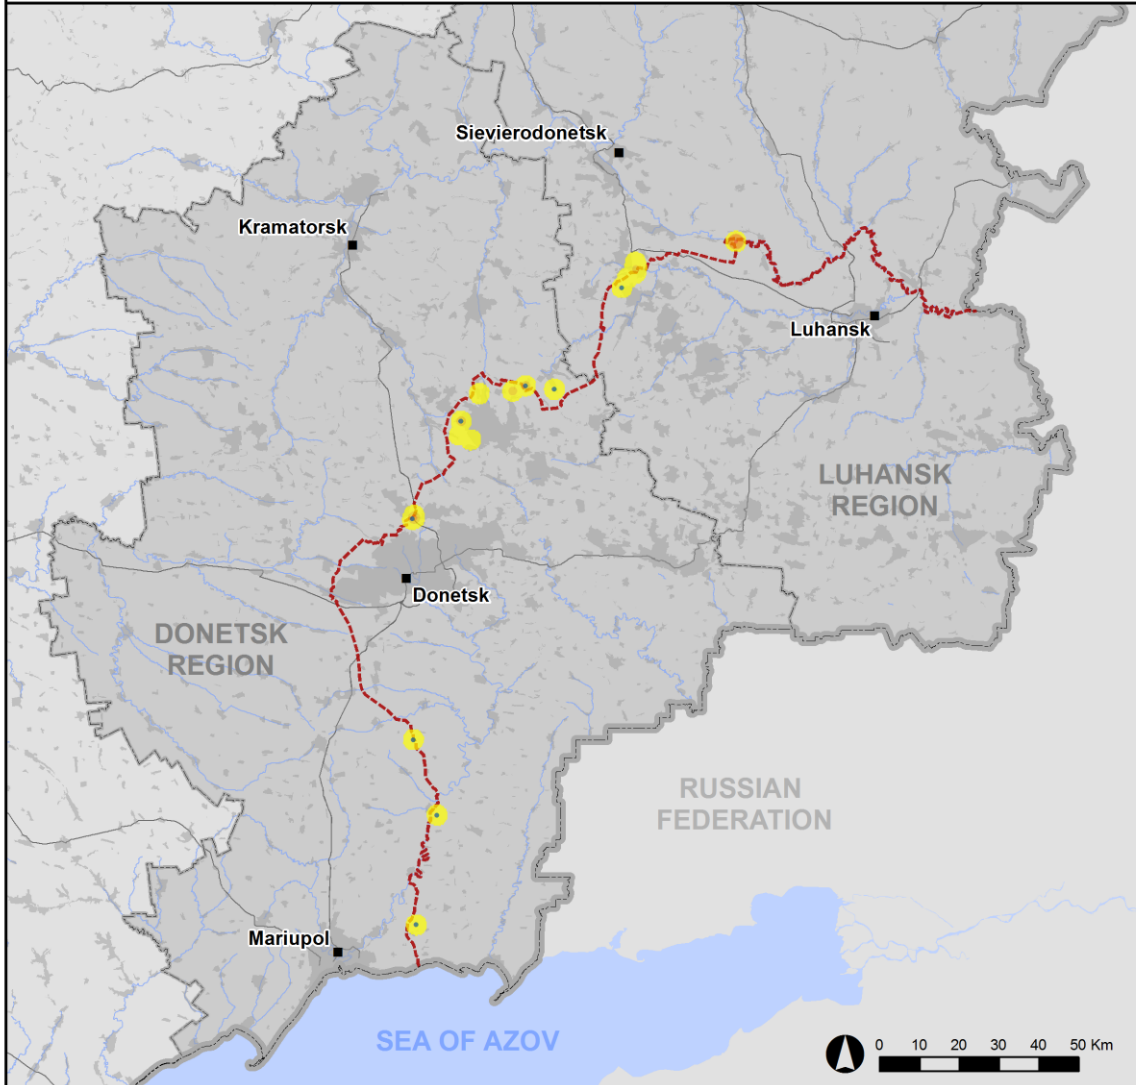 Sievierodonetsk
Kramatorsk
Luhansk
LUHANSK
REGION
Donetsk
DONETSK
REGION
RUSSIAN
FEDERATION
Mariupol
SEA OF AZOV
0 10 20 30 40 50 Km